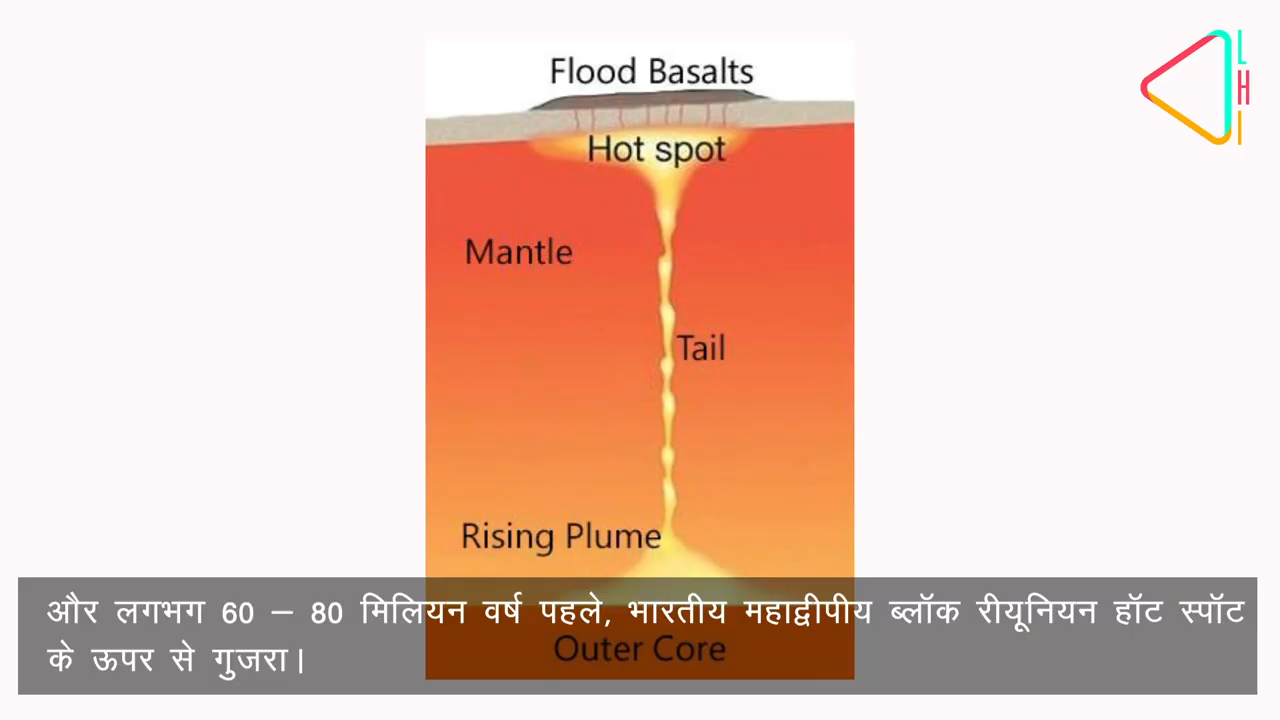 Flood Basalts
Hot spot
Mantle
Tail
Rising Plume
Outer Core
और लगभग 60 – 80 मिलियन वर्ष पहले, भारतीय महाद्वीपीय ब्लॉक रीयूनियन हॉट स्पॉट
के ऊपर से गुजरा।
L
H
I